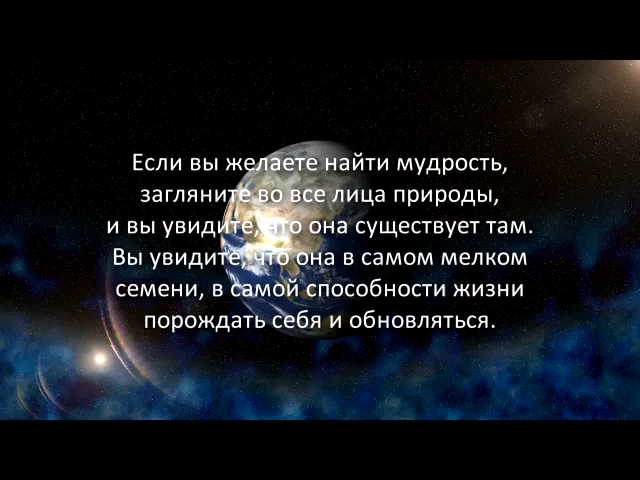 Если вы желаете найти мудрость,
загляните во все лица природы,
и вы увидите, что она существует там.
Вы увидите, что она в самом мелком
семени, в самой способности жизни
порождать себя и обновляться.